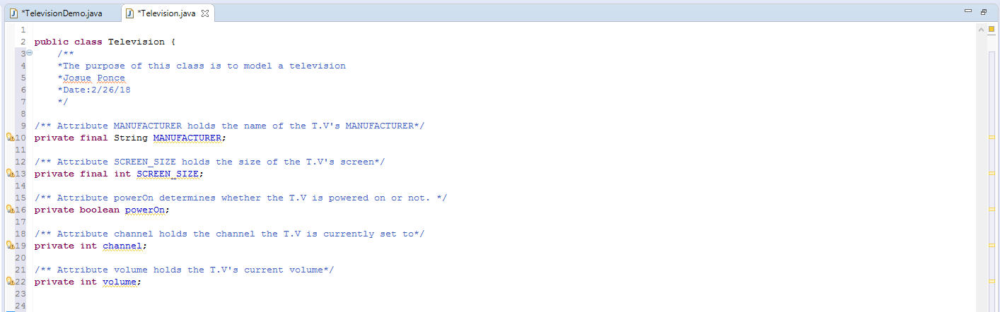 *TelevisionDemo.java *Television.java
1
2 public class Television {
3 /**
4 *The purpose of this class is to model a television
5 *Josue Ponce
6 *Date:2/26/18
7 */
8
9 /** Attribute MANUFACTURER holds the name of the T.V's MANUFACTURER*/
10 private final String MANUFACTURER;
11
12 /** Attribute SCREEN_SIZE holds the size of the T.V's screen*/
13 private final int SCREEN_SIZE;
14
15 /** Attribute powerOn determines whether the T.V is powered on or not. */
16 private boolean powerOn;
17
18 /** Attribute channel holds the channel the T.V is currently set to*/
19 private int channel;
20
21 /** Attribute volume holds the T.V's current volume*/
22 private int volume;
23
24